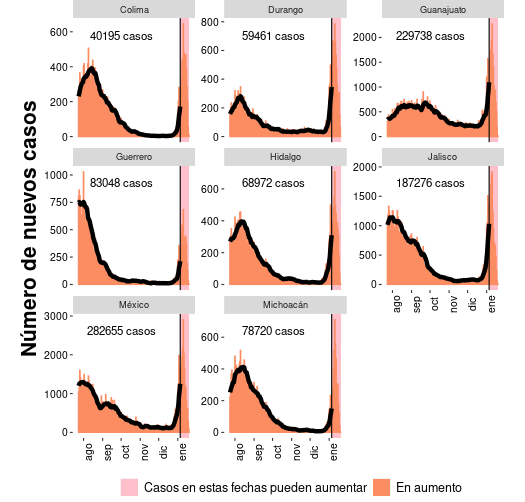 Número de nuevos casos
Colima
Durango
Guanajuato
600
400
200
0
40195 casos
800
600
400
200
0
59461 casos
2000
1500
1000
500
0
229738 casos
Guerrero
Hidalgo
Jalisco
1000
750
500
250
0
83048 casos
600
400
200
0
68972 casos
2000
1500
1000
500
0
187276 casos
ago
sep
oct
nov
dic
ene
México
Michoacán
3000
2000
1000
0
282655 casos
600
400
200
0
78720 casos
ago
sep
oct
nov
dic
ene
ago
sep
oct
nov
dic
ene
Casos en estas fechas pueden aumentar
En aumento